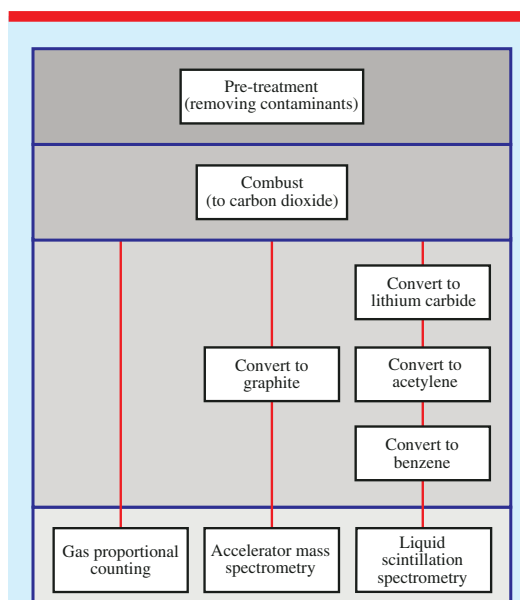 Pre-treatment
(removing contaminants)
Combust
(to carbon dioxide)
Convert to
lithium carbide
Convert to
graphite
Convert to
acetylene
Convert to
benzene
Gas proportional
counting
Accelerator mass
spectrometry
Liquid
scintillation
spectrometry